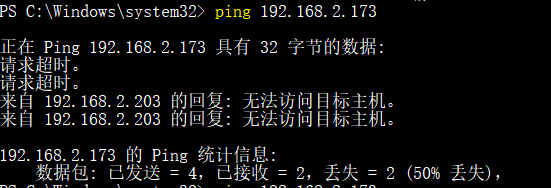 PS C:\Windows\system32> ping 192.168.2.173
正在 Ping 192.168.2.173 具有 32 字节的数据:
请求超时。
请求超时。
来自 192.168.2.203 的回复: 无法访问目标主机。
来自 192.168.2.203 的回复: 无法访问目标主机。
192.168.2.173 的 Ping 统计信息:
数据包: 已发送 = 4，已接收 = 2，丢失 = 2 (50% 丢失)，